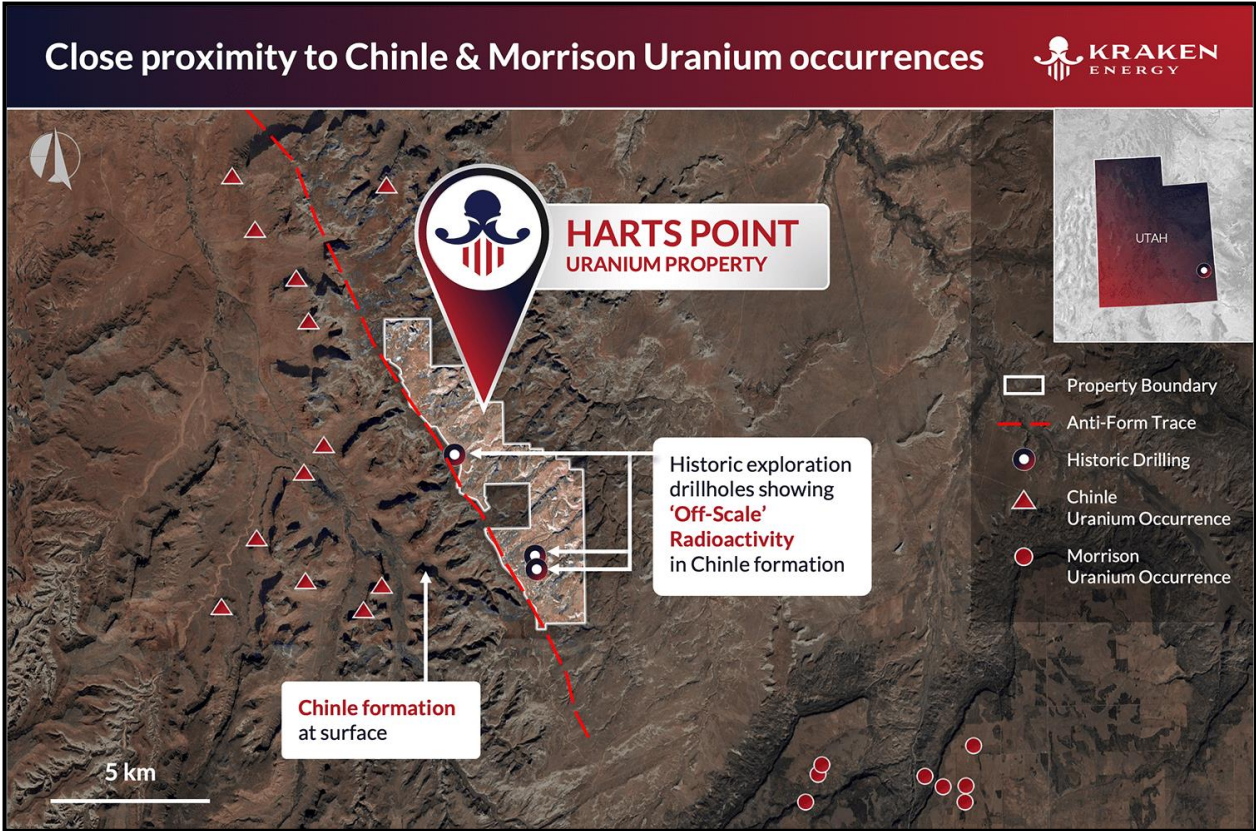 Close proximity to Chinle & Morrison Uranium occurrences
KRAKEN
ENERGY
HARTS POINT
URANIUM PROPERTY
UTAH
Property Boundary
Anti-Form Trace
Historic Drilling
Chinle
Uranium Occurrence
Morrison
Uranium Occurrence
Historic exploration
drillholes showing
‘Off-Scale’
Radioactivity
in Chinle formation
Chinle formation
at surface
5 km